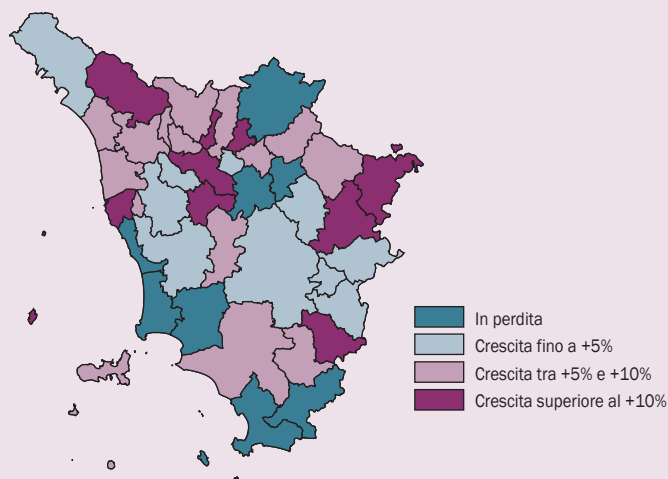 In perdita
Crescita fino a +5%
Crescita tra +5% e +10%
Crescita superiore al +10%